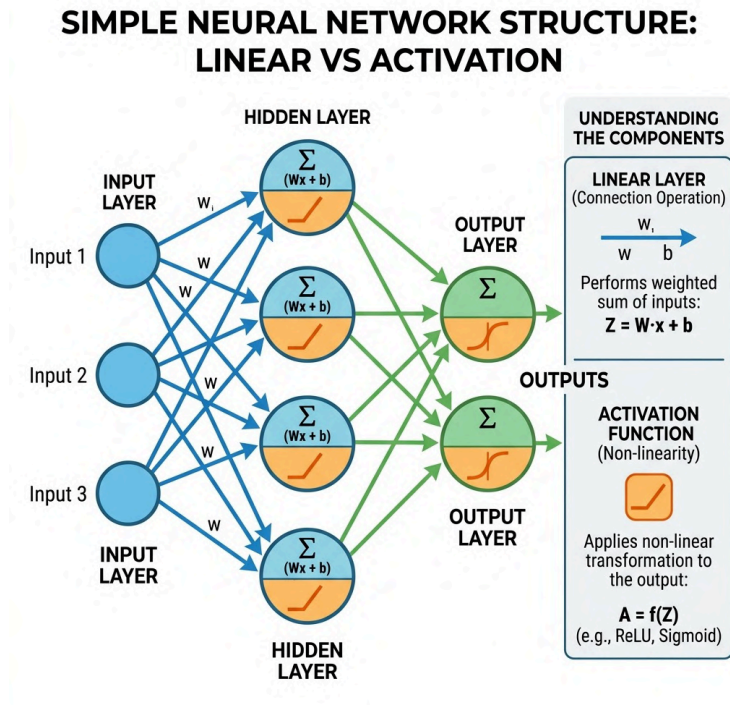 SIMPLE NEURAL NETWORK STRUCTURE:
LINEAR VS ACTIVATION
INPUT
LAYER
Input 1
Input 2
Input 3
INPUT
LAYER
wᵢ
w
w
w
w
w
HIDDEN LAYER
Σ
(Wx + b)
Σ
(Wx + b)
Σ
(Wx + b)
Σ
(Wx + b)
HIDDEN
LAYER
OUTPUT
LAYER
Σ
Σ
OUTPUT
LAYER
OUTPUTS
UNDERSTANDING
THE COMPONENTS
LINEAR LAYER
(Connection Operation)
wᵢ
w b
Performs weighted
sum of inputs:
Z = W·x + b
ACTIVATION
FUNCTION
(Non-linearity)
Applies non-linear
transformation to
the output:
A = f(Z)
(e.g., ReLU, Sigmoid)